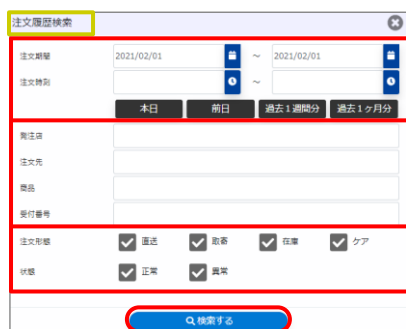 注文履歴検索
注文期間 2021/02/01 ～ 2021/02/01
注文時刻 ～
本日 前日 過去１週間分 過去１ヶ月分
発注店
注文先
商品
受付番号
注文形態 直送 取寄 在庫 ケア
状態 正常 異常
検索する